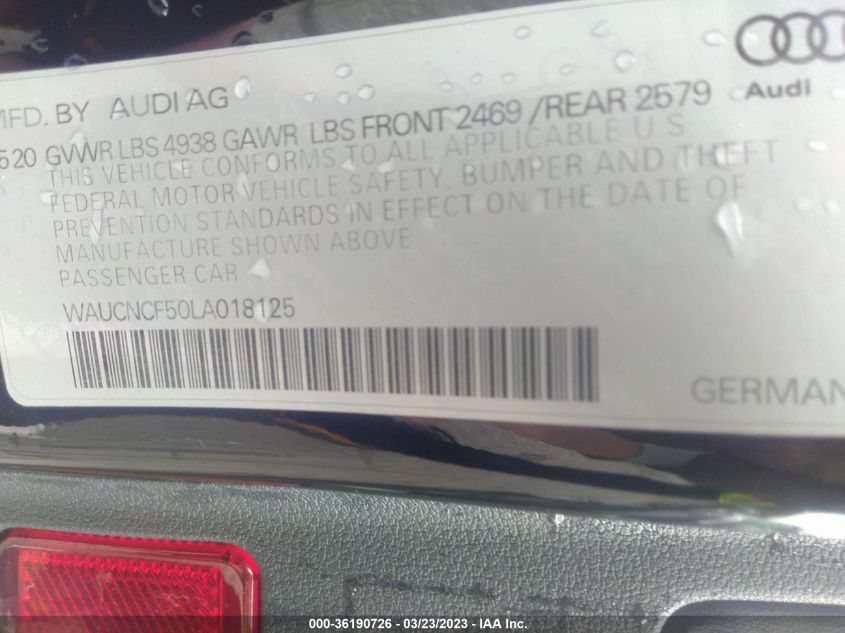 MFD. BY AUDI AG
Audi
520 GVWR LBS 4938 GAWR LBS FRONT 2469 /REAR 2579
THIS VEHICLE CONFORMS TO ALL APPLICABLE U S
FEDERAL MOTOR VEHICLE SAFETY, BUMPER AND THEFT
PREVENTION STANDARDS IN EFFECT ON THE DATE OF
MANUFACTURE SHOWN ABOVE
PASSENGER CAR
WAUCNCF50LA018125
GERMAN
000-36190726 - 03/23/2023 - IAA Inc.